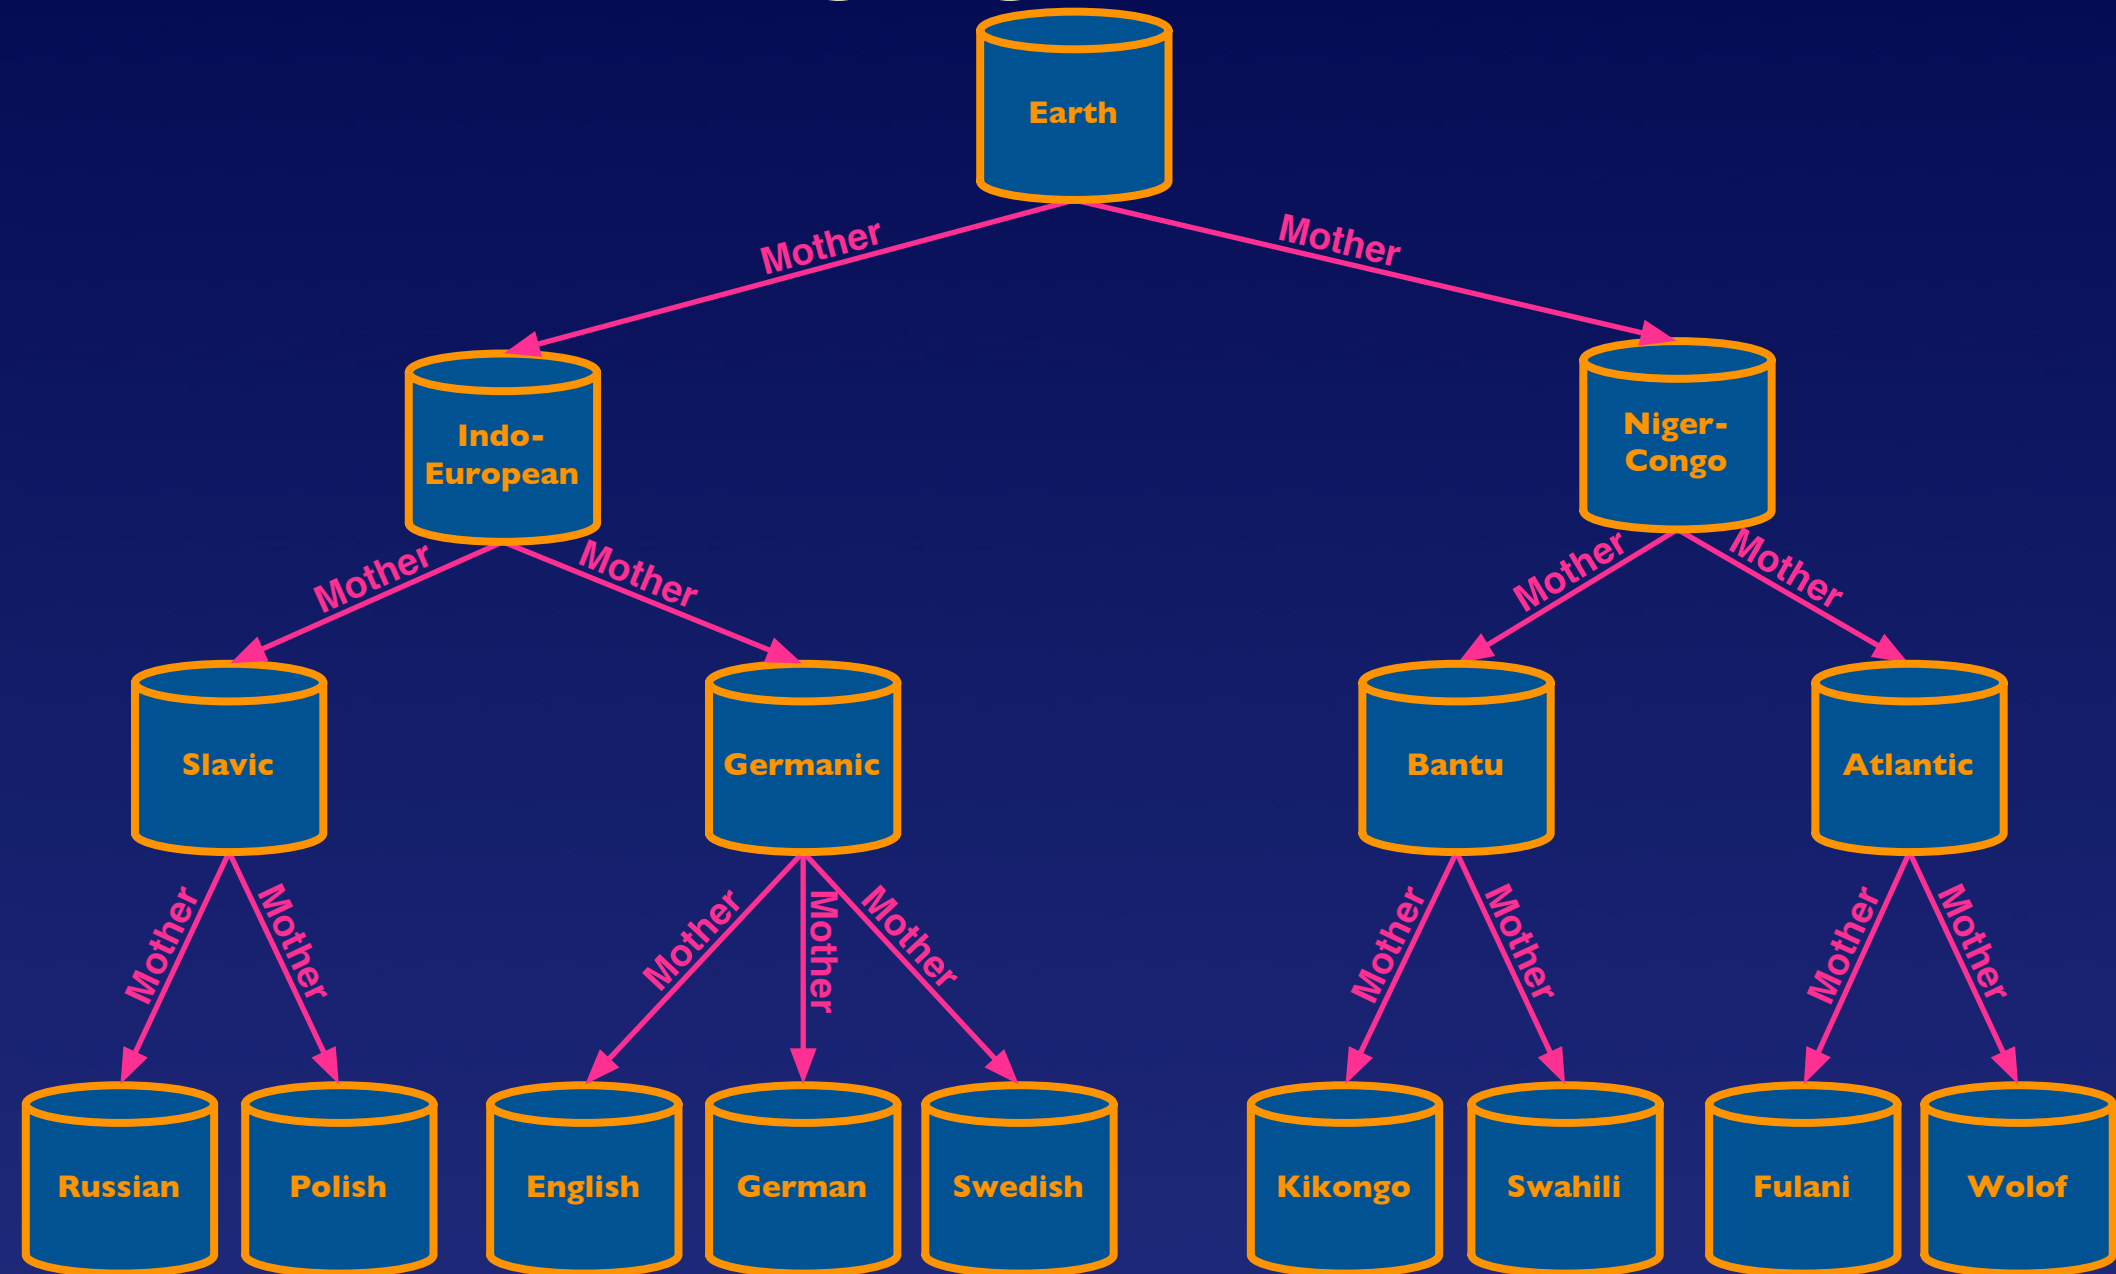 Earth
Mother
Mother
Indo-
European
Niger-
Congo
Mother
Mother
Mother
Mother
Slavic
Germanic
Bantu
Atlantic
Mother
Mother
Mother
Mother
Mother
Mother
Mother
Mother
Mother
Russian
Polish
English
German
Swedish
Kikongo
Swahili
Fulani
Wolof